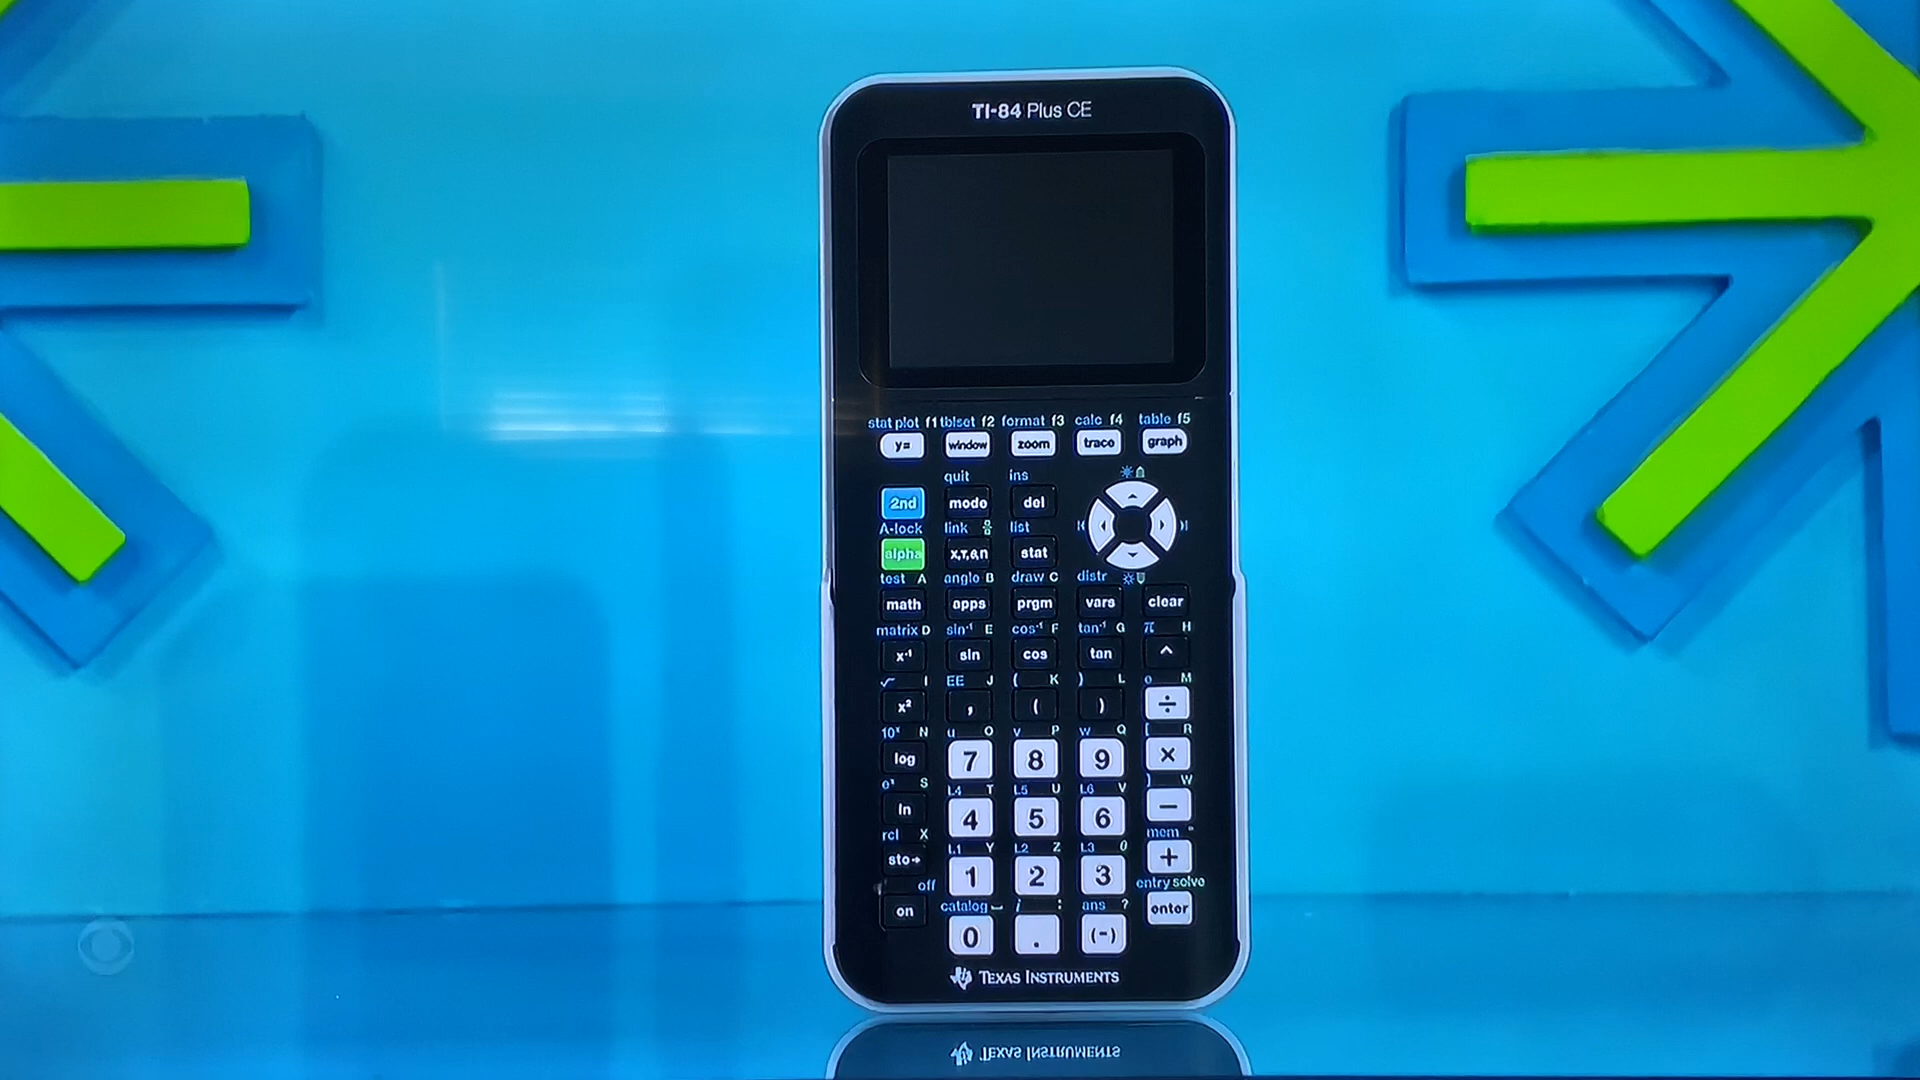 TI-84 Plus CE
stat plot f1 tblset f2 format f3 calc f4 table f5
y= window zoom trace graph
quit ins
2nd mode del
A-lock link list
alpha X,T,θ,n stat
test A angle B draw C distr
math apps prgm vars clear
matrix D sin⁻¹ E cos⁻¹ F tan⁻¹ G π H
x⁻¹ sin cos tan ^
√ I EE J { K } L e M
x² , ( ) ÷
10ˣ N u O v P w Q [ R
log 7 8 9 ×
eˣ S L4 T L5 U L6 V ] W
ln 4 5 6 −
rcl X L1 Y L2 Z L3 θ mem "
sto→ 1 2 3 +
off catalog ⎵ i : ans ? entry solve
on 0 . (-) enter
TEXAS INSTRUMENTS
TEXAS INSTRUMENTS